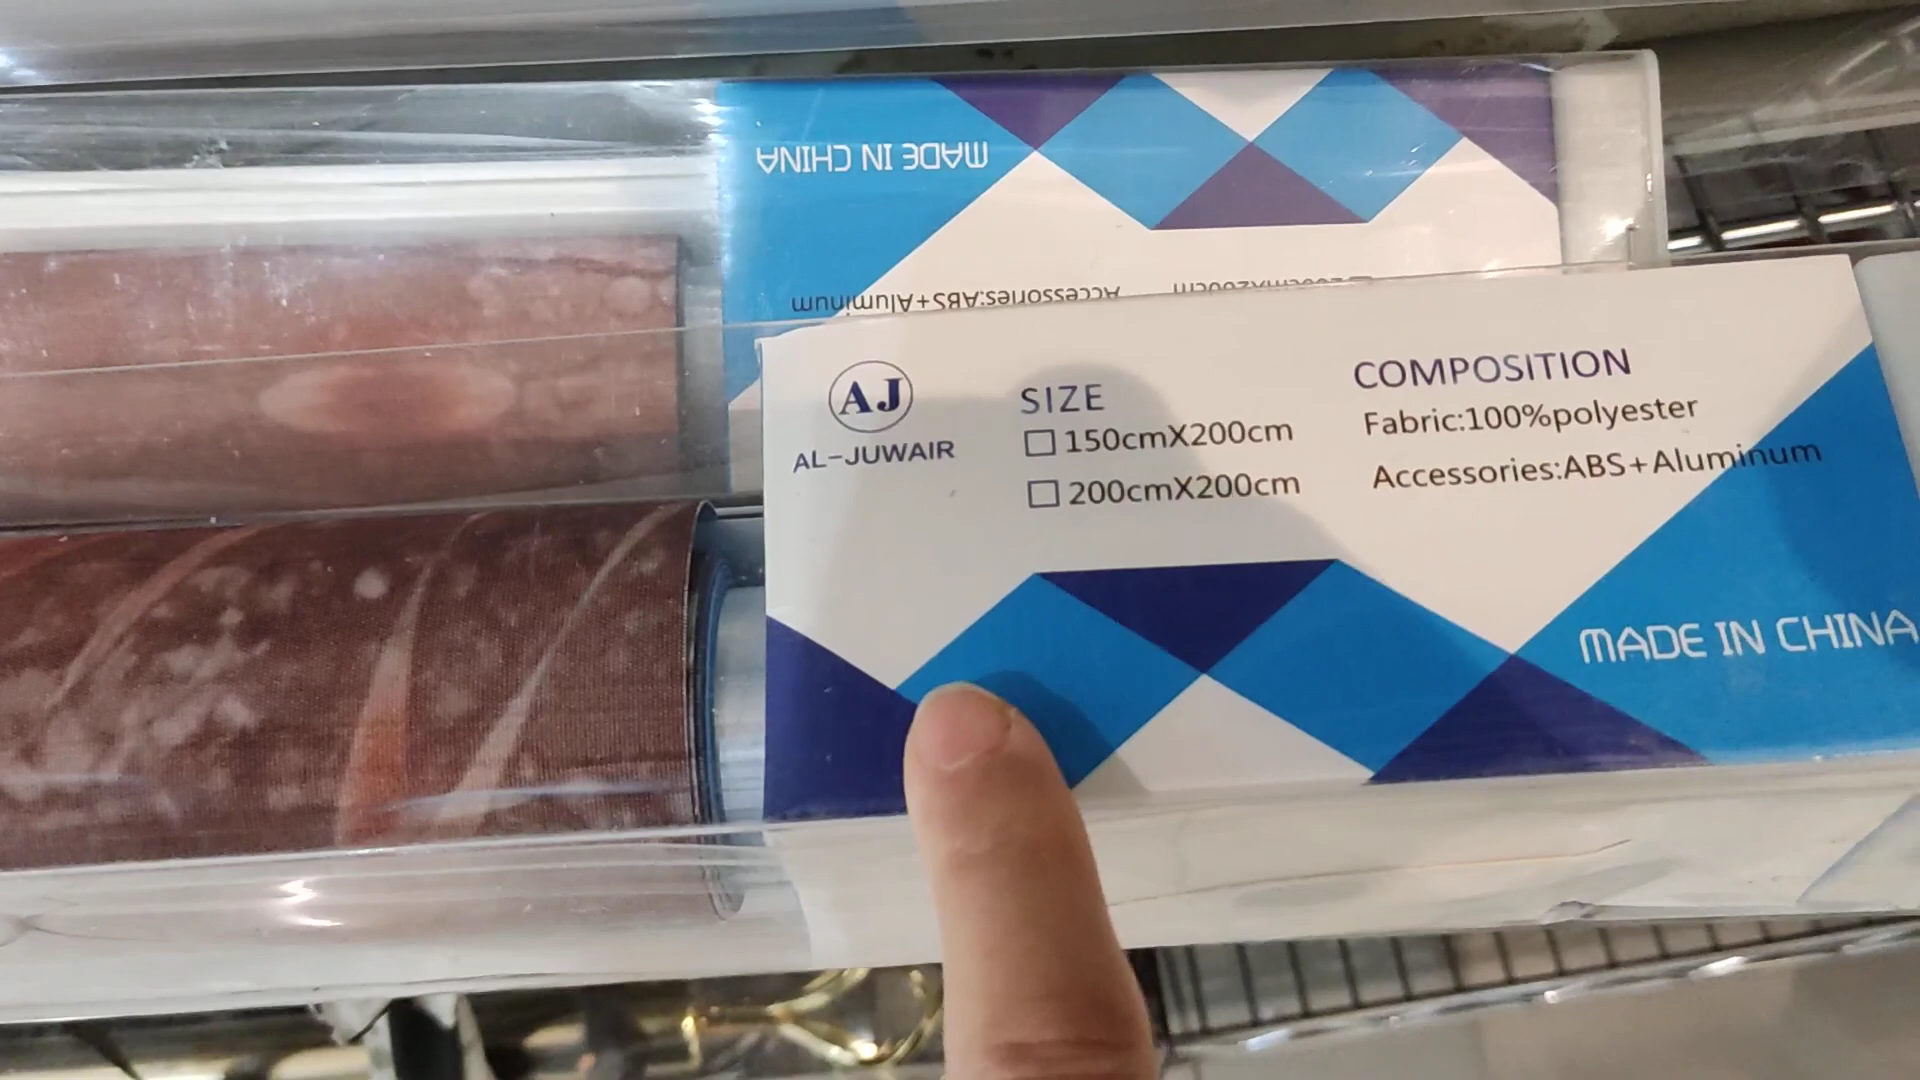 MADE IN CHINA
Accessories:ABS+Aluminum
AJ
AL-JUWAIR
SIZE
☐ 150cmX200cm
☐ 200cmX200cm
COMPOSITION
Fabric:100%polyester
Accessories:ABS+Aluminum
MADE IN CHINA